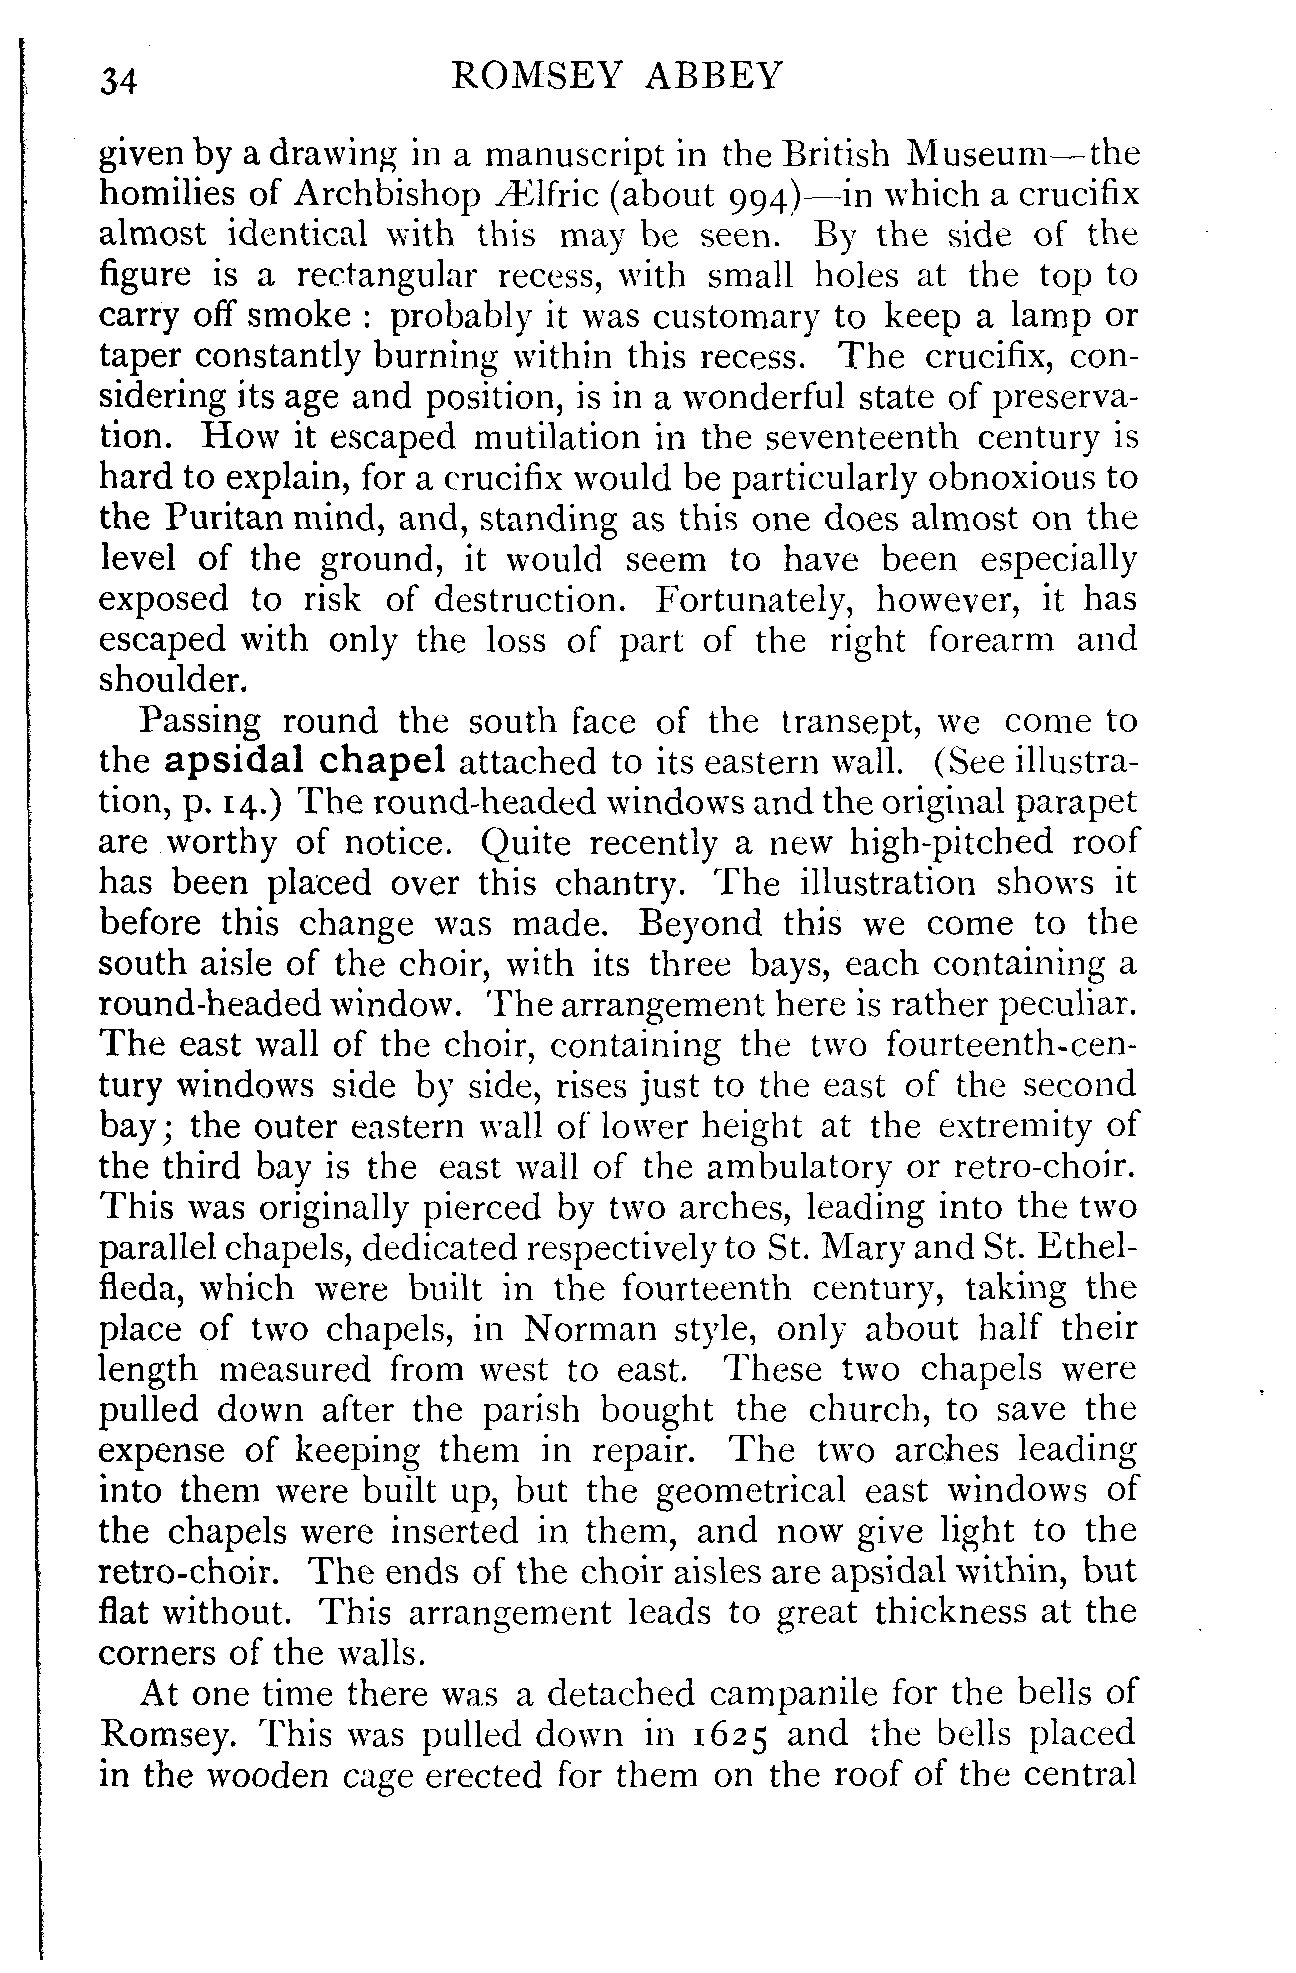 34 ROMSEY ABBEY
given by a drawing in a manuscript in the British Museum—the
homilies of Archbishop Ælfric (about 994)—in which a crucifix
almost identical with this may be seen. By the side of the
figure is a rectangular recess, with small holes at the top to
carry off smoke : probably it was customary to keep a lamp or
taper constantly burning within this recess. The crucifix, con-
sidering its age and position, is in a wonderful state of preserva-
tion. How it escaped mutilation in the seventeenth century is
hard to explain, for a crucifix would be particularly obnoxious to
the Puritan mind, and, standing as this one does almost on the
level of the ground, it would seem to have been especially
exposed to risk of destruction. Fortunately, however, it has
escaped with only the loss of part of the right forearm and
shoulder.
Passing round the south face of the transept, we come to
the apsidal chapel attached to its eastern wall. (See illustra-
tion, p. 14.) The round-headed windows and the original parapet
are worthy of notice. Quite recently a new high-pitched roof
has been placed over this chantry. The illustration shows it
before this change was made. Beyond this we come to the
south aisle of the choir, with its three bays, each containing a
round-headed window. The arrangement here is rather peculiar.
The east wall of the choir, containing the two fourteenth-cen-
tury windows side by side, rises just to the east of the second
bay; the outer eastern wall of lower height at the extremity of
the third bay is the east wall of the ambulatory or retro-choir.
This was originally pierced by two arches, leading into the two
parallel chapels, dedicated respectively to St. Mary and St. Ethel-
fleda, which were built in the fourteenth century, taking the
place of two chapels, in Norman style, only about half their
length measured from west to east. These two chapels were
pulled down after the parish bought the church, to save the
expense of keeping them in repair. The two arches leading
into them were built up, but the geometrical east windows of
the chapels were inserted in them, and now give light to the
retro-choir. The ends of the choir aisles are apsidal within, but
flat without. This arrangement leads to great thickness at the
corners of the walls.
At one time there was a detached campanile for the bells of
Romsey. This was pulled down in 1625 and the bells placed
in the wooden cage erected for them on the roof of the central